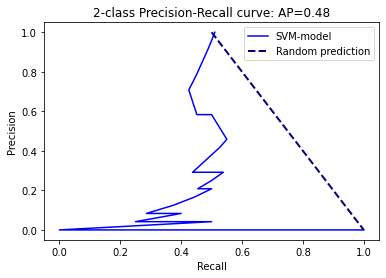 2-class Precision-Recall curve: AP=0.48
SVM-model
Random prediction
Precision
1.0
0.8
0.6
0.4
0.2
0.0
0.0 0.2 0.4 0.6 0.8 1.0
Recall